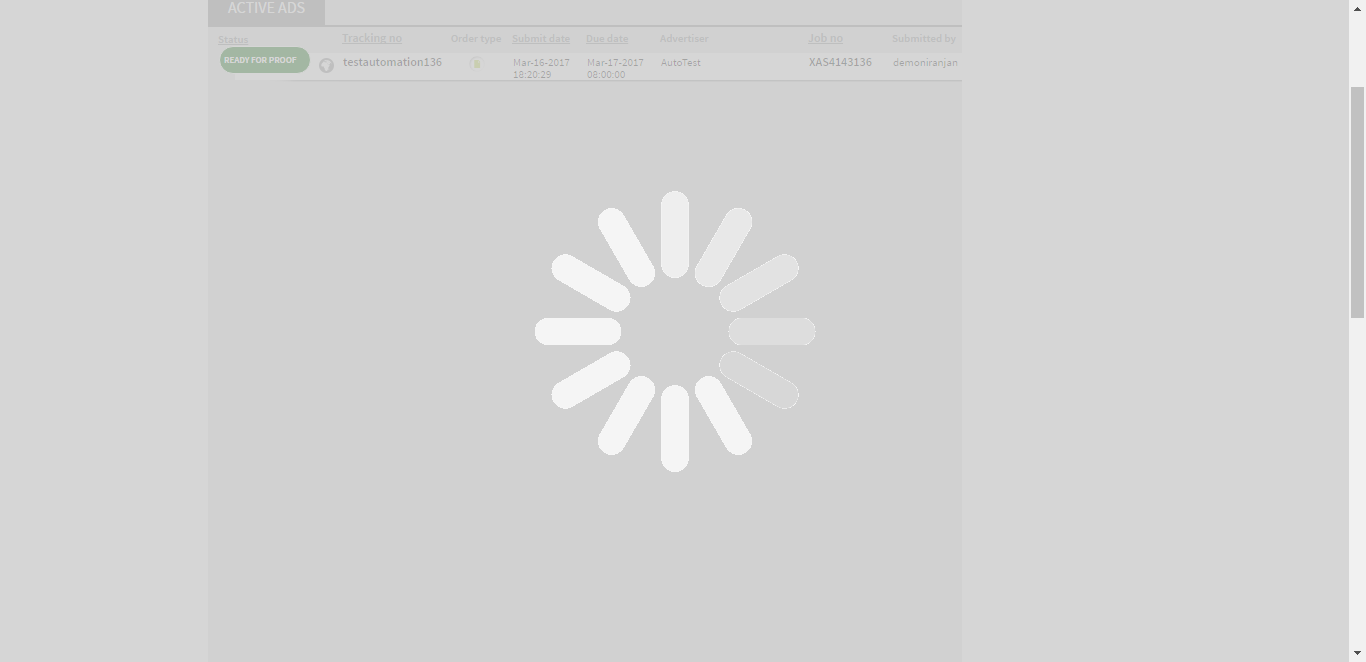 ACTIVE ADS
Status Tracking no Order type Submit date Due date Advertiser Job no Submitted by
READY FOR PROOF testautomation136 Mar-16-2017 Mar-17-2017 AutoTest XAS4143136 demoniranjan
18:20:29 08:00:00